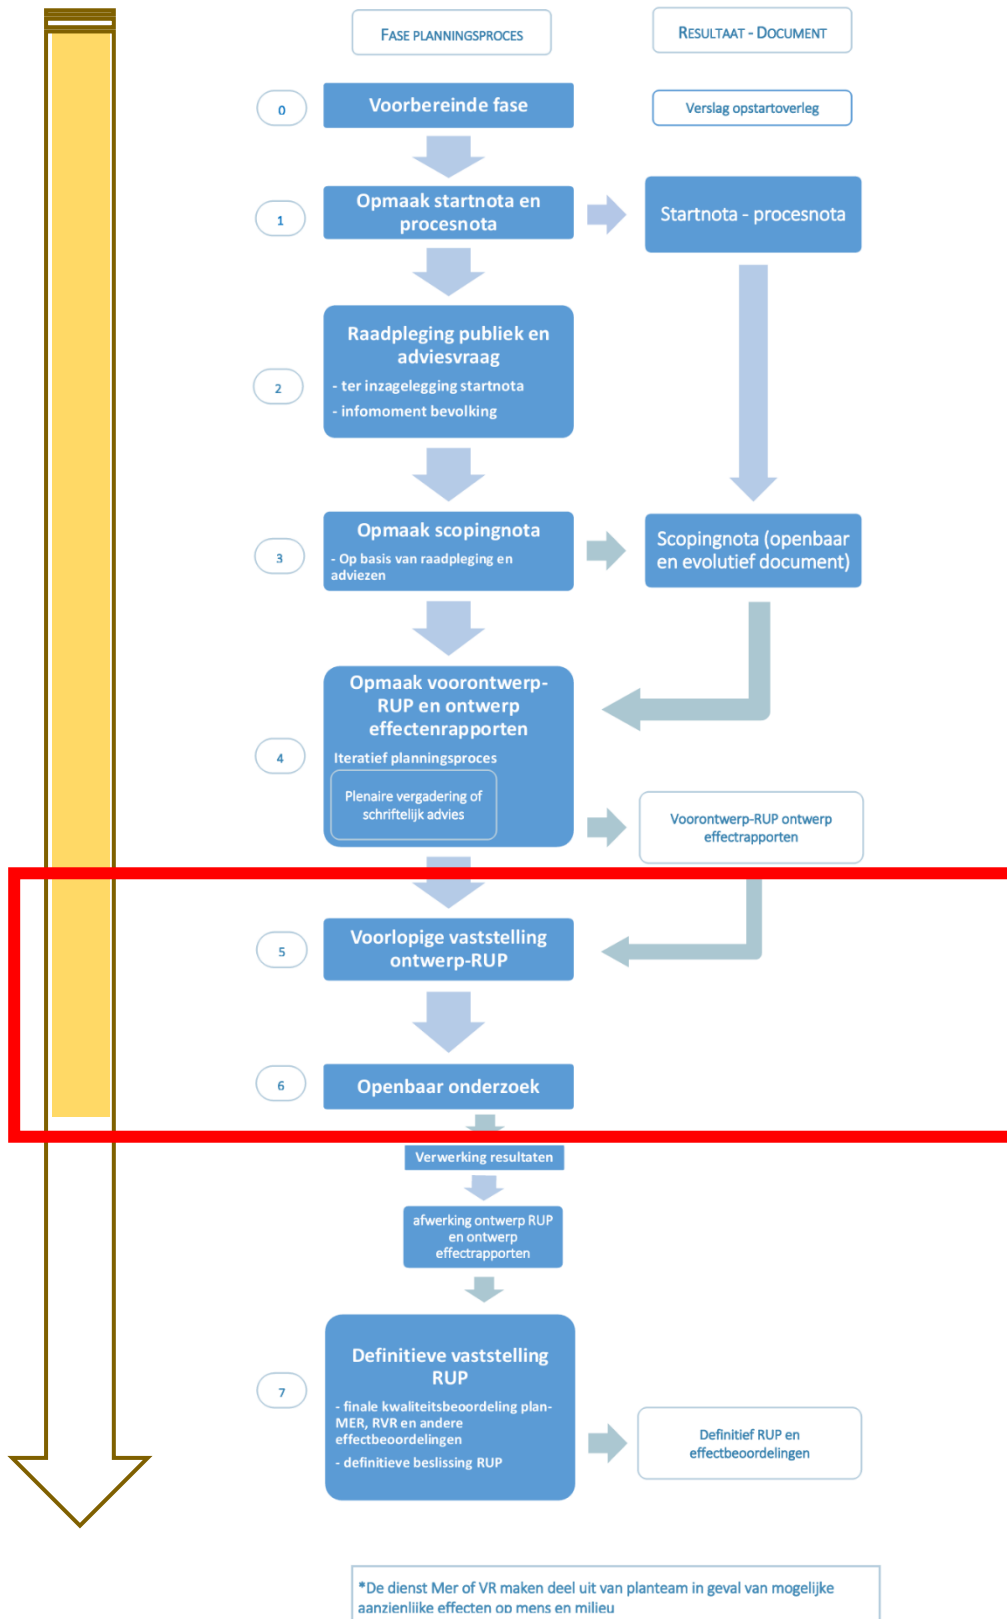 FASE PLANNINGSPROCES
RESULTAAT - DOCUMENT
0
Voorbereinde fase
Verslag opstartoverleg
1
Opmaak startnota en
procesnota
Startnota - procesnota
2
Raadpleging publiek en
adviesvraag
- ter inzagelegging startnota
- infomoment bevolking
3
Opmaak scopingnota
- Op basis van raadpleging en
adviezen
Scopingnota (openbaar
en evolutief document)
4
Opmaak voorontwerp-
RUP en ontwerp
effectenrapporten
Iteratief planningsproces
Plenaire vergadering of
schriftelijk advies
Voorontwerp-RUP ontwerp
effectrapporten
5
Voorlopige vaststelling
ontwerp-RUP
6
Openbaar onderzoek
Verwerking resultaten
afwerking ontwerp RUP
en ontwerp
effectrapporten
7
Definitieve vaststelling
RUP
- finale kwaliteitsbeoordeling plan-
MER, RVR en andere
effectbeoordelingen
- definitieve beslissing RUP
Definitief RUP en
effectbeoordelingen
*De dienst Mer of VR maken deel uit van planteam in geval van mogelijke
aanzienlijke effecten op mens en milieu